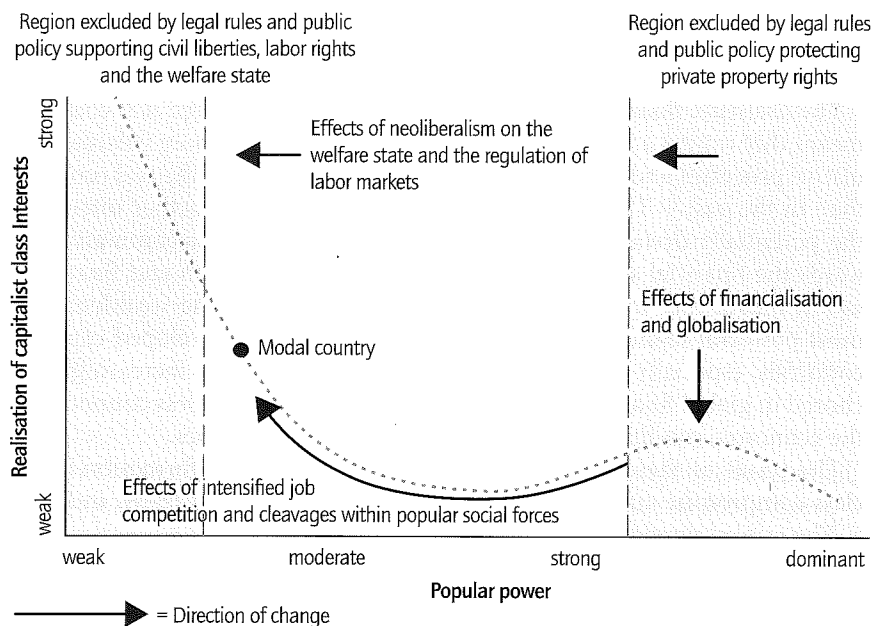 Region excluded by legal rules and public
policy supporting civil liberties, labor rights
and the welfare state
Region excluded by legal rules
and public policy protecting
private property rights
strong
Effects of neoliberalism on the
welfare state and the regulation of
labor markets
Realisation of capitalist class Interests
Effects of financialisation
and globalisation
Modal country
Effects of intensified job
competition and cleavages within popular social forces
weak
weak
moderate
strong
dominant
Popular power
= Direction of change